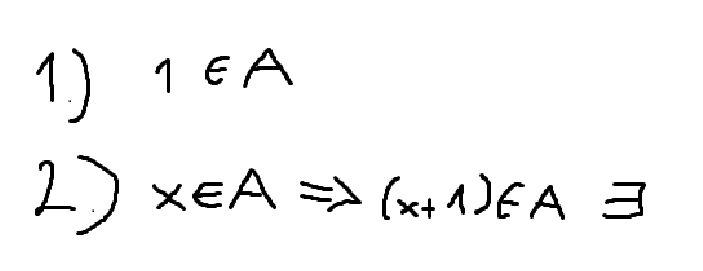 1) 1 ∈ A
2) x ∈ A ⇒ (x+1) ∈ A ∃